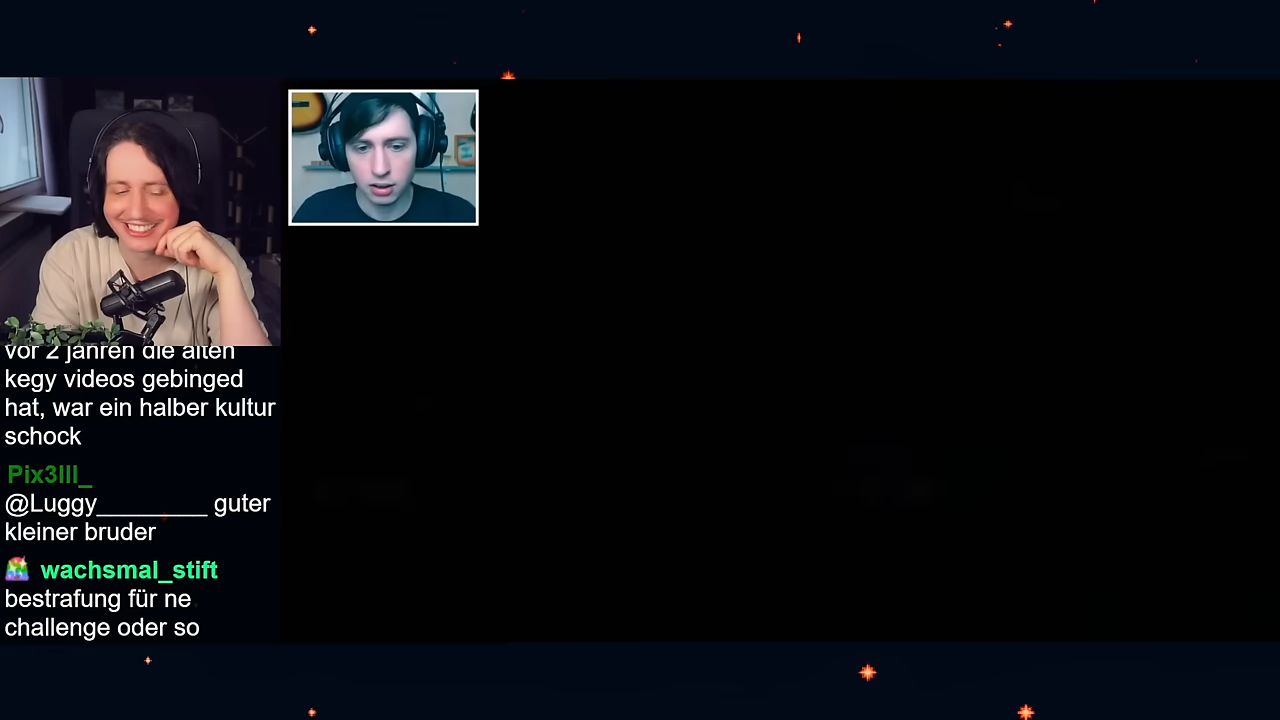 vor 2 jahren die alten
kegy videos gebinged
hat, war ein halber kultur
schock
Pix3lll_
@Luggy________ guter
kleiner bruder
wachsmal_stift
bestrafung für ne
challenge oder so